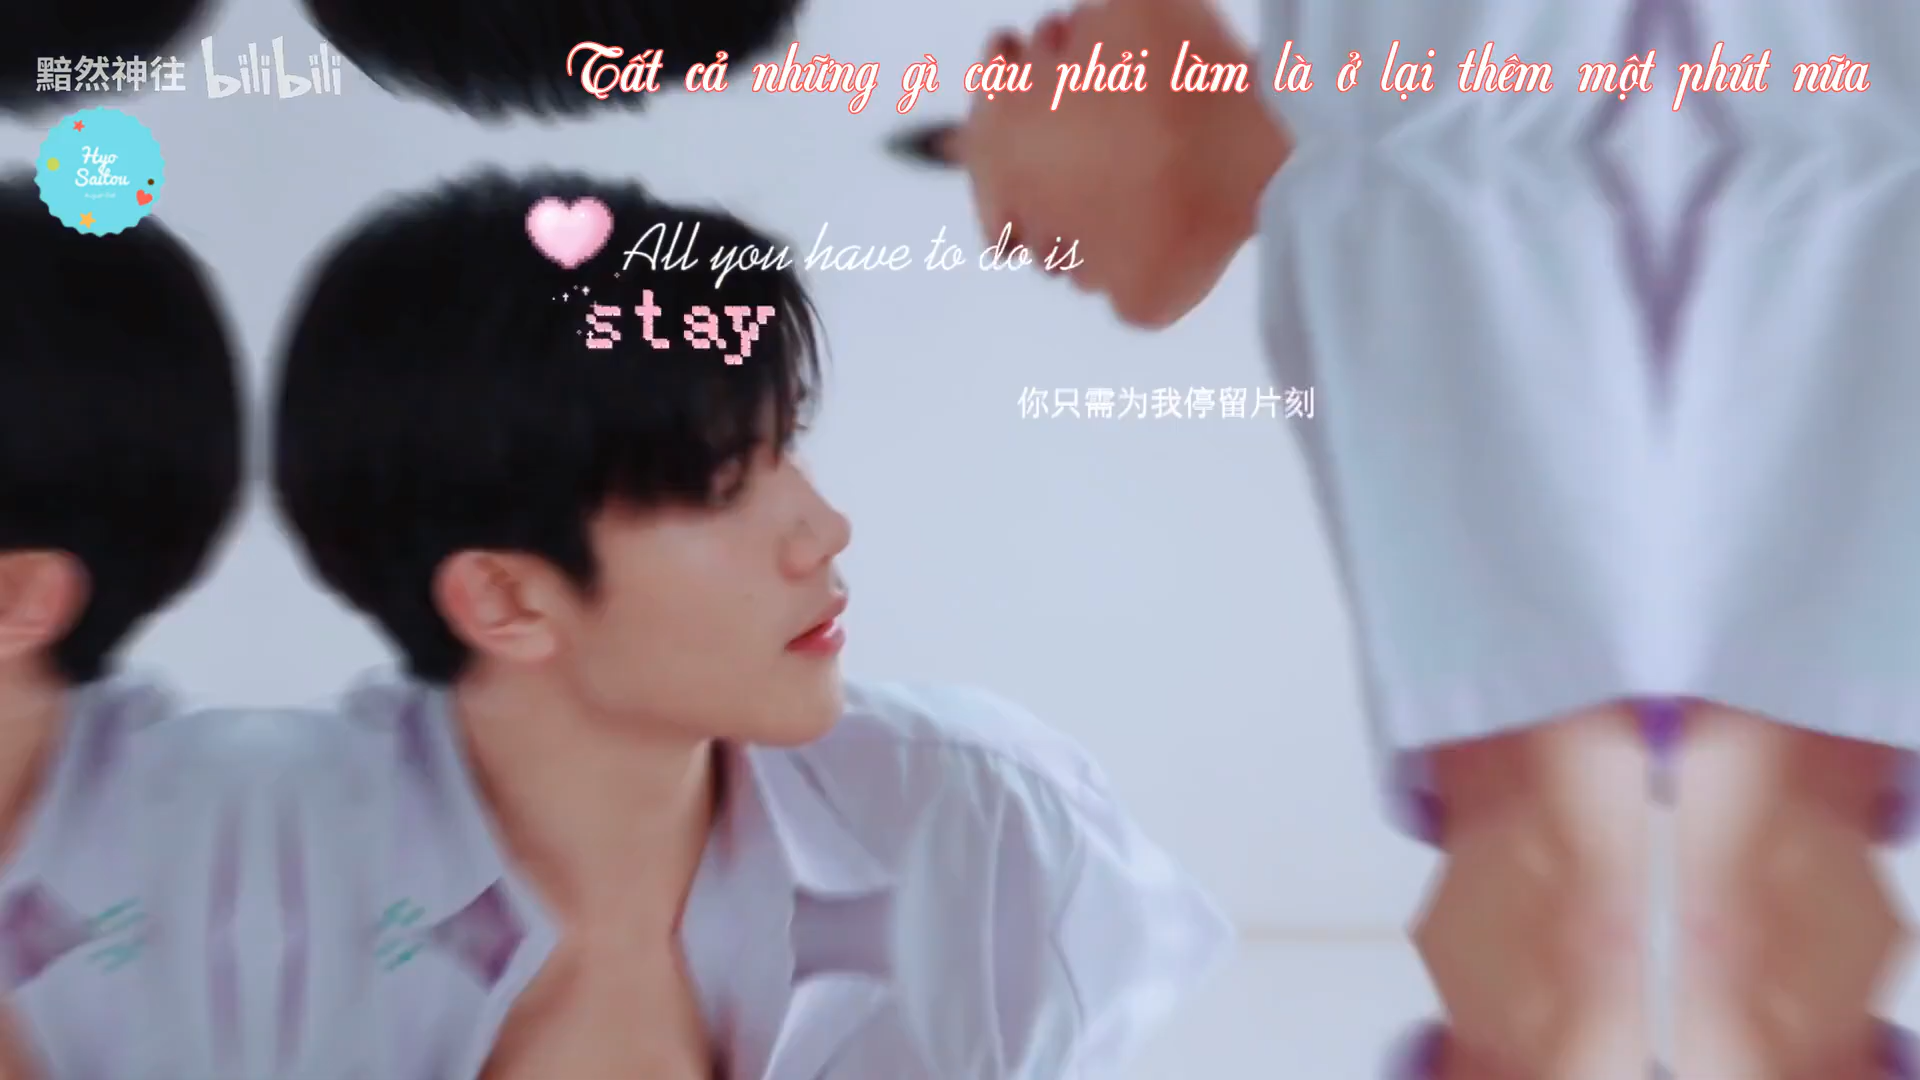 黯然神往 bilibili
Tất cả những gì cậu phải làm là ở lại thêm một phút nữa
Hyo
Saitou
All you have to do is
stay
你只需为我停留片刻